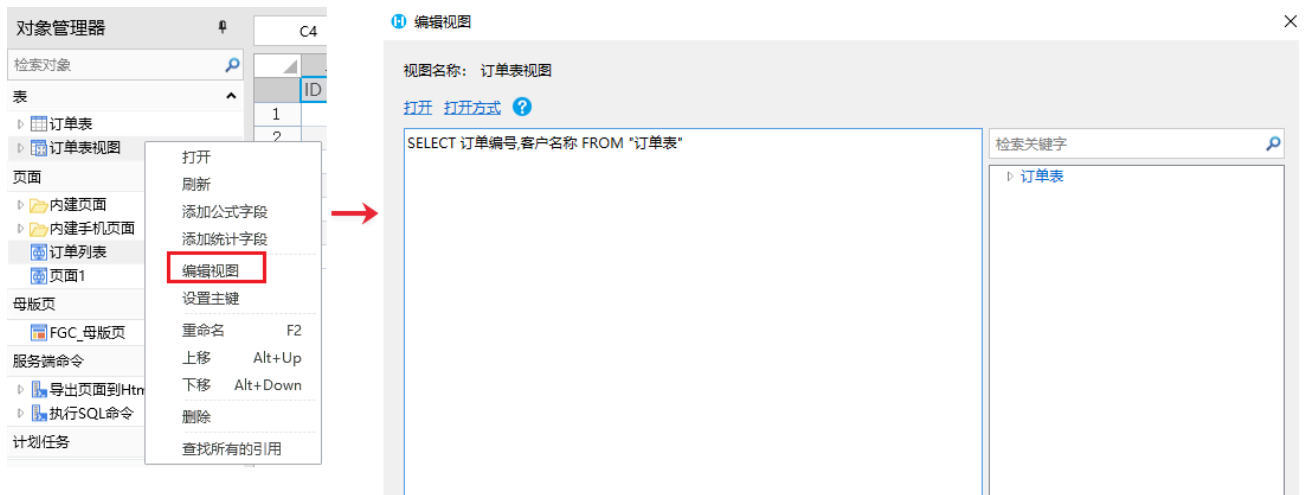 对象管理器
C4
检索对象
ID
表
1
订单表
2
订单表视图
页面
内建页面
内建手机页面
订单列表
页面1
母版页
FGC_母版页
服务端命令
导出页面到Htm
执行SQL命令
计划任务
打开
刷新
添加公式字段
添加统计字段
编辑视图
设置主键
重命名 F2
上移 Alt+Up
下移 Alt+Down
删除
查找所有的引用
编辑视图
视图名称: 订单表视图
打开 打开方式 ?
SELECT 订单编号,客户名称 FROM "订单表"
检索关键字
订单表